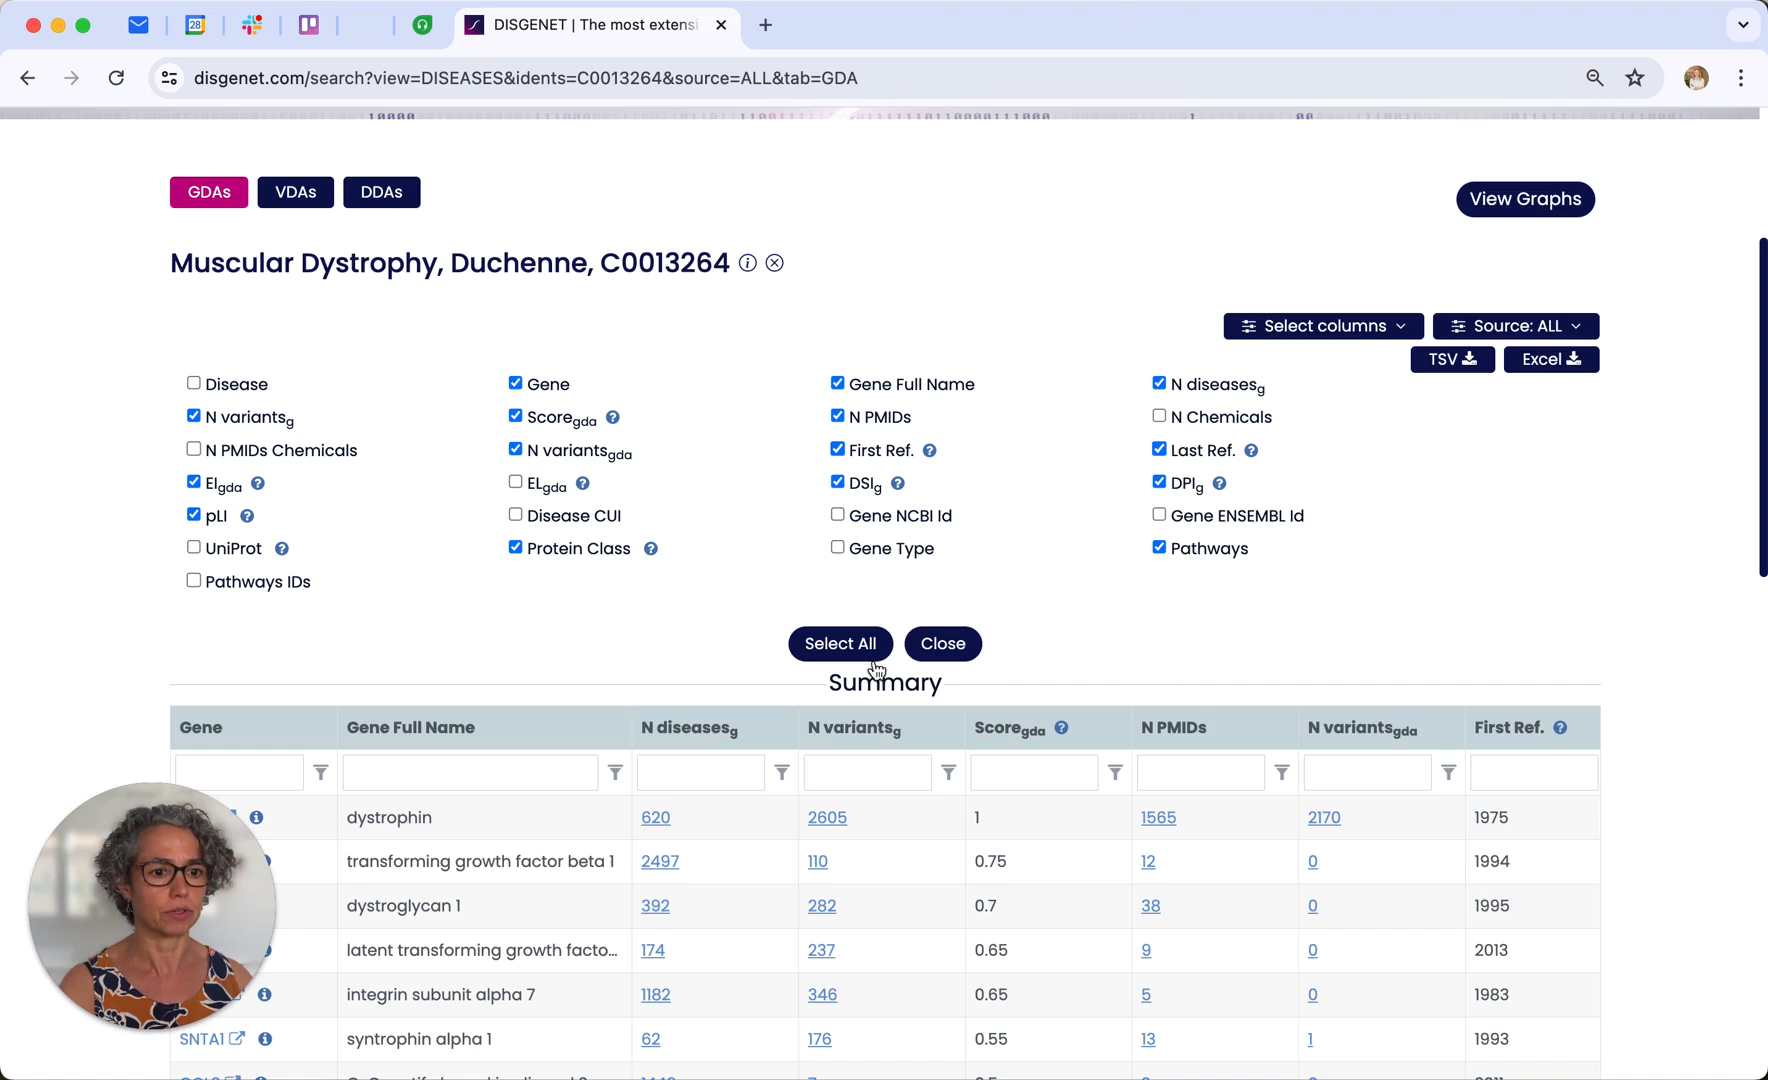 28
DISGENET | The most extensi
disgenet.com/search?view=DISEASES&idents=C0013264&source=ALL&tab=GDA
GDAs VDAs DDAs
View Graphs
Muscular Dystrophy, Duchenne, C0013264
Select columns Source: ALL
TSV Excel
Disease Gene Gene Full Name N diseasesg
N variantsg Scoregda N PMIDs N Chemicals
N PMIDs Chemicals N variantsgda First Ref. Last Ref.
EIgda ELgda DSIg DPIg
pLI Disease CUI Gene NCBI Id Gene ENSEMBL Id
UniProt Protein Class Gene Type Pathways
Pathways IDs
Select All Close
Summary
Gene Gene Full Name N diseasesg N variantsg Scoregda N PMIDs N variantsgda First Ref.
dystrophin 620 2605 1 1565 2170 1975
transforming growth factor beta 1 2497 110 0.75 12 0 1994
dystroglycan 1 392 282 0.7 38 0 1995
latent transforming growth facto... 174 237 0.65 9 0 2013
integrin subunit alpha 7 1182 346 0.65 5 0 1983
SNTA1 syntrophin alpha 1 62 176 0.55 13 1 1993